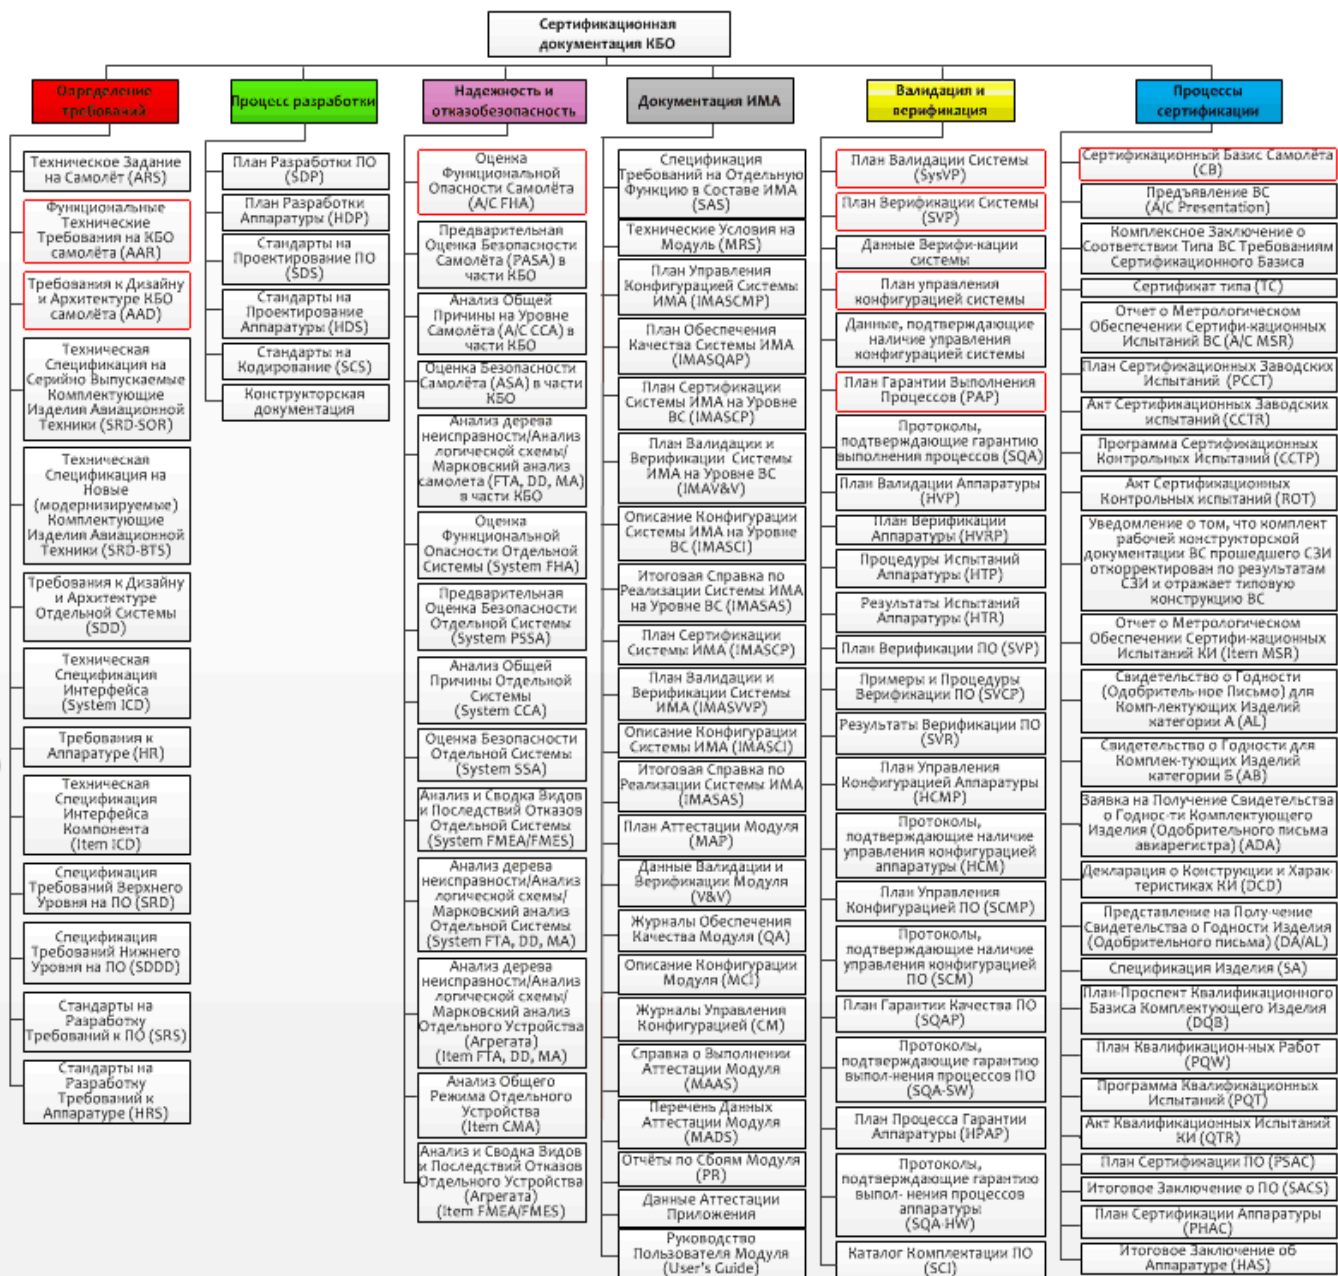 Сертификационная
документация КБО
Определение
требований
Техническое Задание
на Самолёт (ARS)
Функциональные
Технические
Требования на КБО
самолёта (AAR)
Требования к Дизайну
и Архитектуре КБО
самолёта (AAD)
Техническая
Спецификация на
Серийно Выпускаемые
Комплектующие
Изделия Авиационной
Техники (SRD-SOR)
Техническая
Спецификация на
Новые
(модернизируемые)
Комплектующие
Изделия Авиационной
Техники (SRD-BTS)
Требования к Дизайну
и Архитектуре
Отдельной Системы
(SDD)
Техническая
Спецификация
Интерфейса
(System ICD)
Требования к
Аппаратуре (HR)
Техническая
Спецификация
Интерфейса
Компонента
(Item ICD)
Спецификация
Требований Верхнего
Уровня на ПО (SRD)
Спецификация
Требований Нижнего
Уровня на ПО (SDDD)
Стандарты на
Разработку
Требований к ПО (SRS)
Стандарты на
Разработку
Требований к
Аппаратуре (HRS)
Процесс разработки
План Разработки ПО
(SDP)
План Разработки
Аппаратуры (HDP)
Стандарты на
Проектирование ПО
(SDS)
Стандарты на
Проектирование
Аппаратуры (HDS)
Стандарты на
Кодирование (SCS)
Конструкторская
документация
Надежность и
отказобезопасность
Оценка
Функциональной
Опасности Самолёта
(A/C FHA)
Предварительная
Оценка Безопасности
Самолёта (PASA) в
части КБО
Анализ Общей
Причины на Уровне
Самолёта (A/C CCA) в
части КБО
Оценка Безопасности
Самолёта (ASA) в части
КБО
Анализ дерева
неисправности/Анализ
логической схемы/
Марковский анализ
самолета (FTA, DD, MA)
в части КБО
Оценка
Функциональной
Опасности Отдельной
Системы (System FHA)
Предварительная
Оценка Безопасности
Отдельной Системы
(System PSSA)
Анализ Общей
Причины Отдельной
Системы
(System CCA)
Оценка Безопасности
Отдельной Системы
(System SSA)
Анализ и Сводка Видов
и Последствий Отказов
Отдельной Системы
(System FMEA/FMES)
Анализ дерева
неисправности/Анализ
логической схемы/
Марковский анализ
Отдельной Системы
(System FTA, DD, MA)
Анализ дерева
неисправности/Анализ
логической схемы/
Марковский анализ
Отдельного Устройства
(Агрегата)
(Item FTA, DD, MA)
Анализ Общего
Режима Отдельного
Устройства
(Item CMA)
Анализ и Сводка Видов
и Последствий Отказов
Отдельного Устройства
(Агрегата)
(Item FMEA/FMES)
Документация ИМА
Спецификация
Требований на Отдельную
Функцию в Составе ИМА
(SAS)
Технические Условия на
Модуль (MRS)
План Управления
Конфигурацией Системы
ИМА (IMASCMP)
План Обеспечения
Качества Системы ИМА
(IMASQAP)
План Сертификации
Системы ИМА на Уровне
ВС (IMASCP)
План Валидации и
Верификации Системы
ИМА на Уровне ВС
(IMAV&V)
Описание Конфигурации
Системы ИМА на Уровне
ВС (IMASCI)
Итоговая Справка по
Реализации Системы ИМА
на Уровне ВС (IMASAS)
План Сертификации
Системы ИМА (IMASCP)
План Валидации и
Верификации Системы
ИМА (IMASVVP)
Описание Конфигурации
Системы ИМА (IMASCI)
Итоговая Справка по
Реализации Системы ИМА
(IMASAS)
План Аттестации Модуля
(MAP)
Данные Валидации и
Верификации Модуля
(V&V)
Журналы Обеспечения
Качества Модуля (QA)
Описание Конфигурации
Модуля (MCI)
Журналы Управления
Конфигурацией (CM)
Справка о Выполнении
Аттестации Модуля
(MAAS)
Перечень Данных
Аттестации Модуля
(MADS)
Отчёты по Сбоям Модуля
(PR)
Данные Аттестации
Приложения
Руководство
Пользователя Модуля
(User's Guide)
Валидация и
верификация
План Валидации Системы
(SysVP)
План Верификации Системы
(SVP)
Данные Верифи-кации
системы
План управления
конфигурацией системы
Данные, подтверждающие
наличие управления
конфигурацией системы
План Гарантии Выполнения
Процессов (PAP)
Протоколы,
подтверждающие гарантию
выполнения процессов (SQA)
План Валидации Аппаратуры
(HVP)
План Верификации
Аппаратуры (HVRP)
Процедуры Испытаний
Аппаратуры (HTP)
Результаты Испытаний
Аппаратуры (HTR)
План Верификации ПО (SVP)
Примеры и Процедуры
Верификации ПО (SVCP)
Результаты Верификации ПО
(SVR)
План Управления
Конфигурацией Аппаратуры
(HCMP)
Протоколы,
подтверждающие наличие
управления конфигурацией
аппаратуры (HCM)
План Управления
Конфигурацией ПО (SCMP)
Протоколы,
подтверждающие наличие
управления конфигурацией
ПО (SCM)
План Гарантии Качества ПО
(SQAP)
Протоколы,
подтверждающие гарантию
выпол-нения процессов ПО
(SQA-SW)
План Процесса Гарантии
Аппаратуры (HPAP)
Протоколы,
подтверждающие гарантию
выпол- нения процессов
аппаратуры
(SQA-HW)
Каталог Комплектации ПО
(SCI)
Процессы
сертификации
Сертификационный Базис Самолёта
(CB)
Предъявление ВС
(A/C Presentation)
Комплексное Заключение о
Соответствии Типа ВС Требованиям
Сертификационного Базиса
Сертификат типа (TC)
Отчет о Метрологическом
Обеспечении Сертифи-кационных
Испытаний ВС (A/C MSR)
План Сертификационных Заводских
Испытаний (PCCT)
Акт Сертификационных Заводских
испытаний (CCTR)
Программа Сертификационных
Контрольных Испытаний (CCTP)
Акт Сертификационных
Контрольных испытаний (ROT)
Уведомление о том, что комплект
рабочей конструкторской
документации ВС прошедшего СЗИ
откорректирован по результатам
СЗИ и отражает типовую
конструкцию ВС
Отчет о Метрологическом
Обеспечении Сертифи-кационных
Испытаний КИ (Item MSR)
Свидетельство о Годности
(Одобритель-ное Письмо) для
Комп-лектующих Изделий
категории А (AL)
Свидетельство о Годности для
Комплек-тующих Изделий
категории Б (AB)
Заявка на Получение Свидетельства
о Годнос-ти Комплектующего
Изделия (Одобрительного письма
авиарегистра) (ADA)
Декларация о Конструкции и Харак-
теристиках КИ (DCD)
Представление на Полу-чение
Свидетельства о Годности Изделия
(Одобрительного письма) (DA/AL)
Спецификация Изделия (SA)
План-Проспект Квалификационного
Базиса Комплектующего Изделия
(DQB)
План Квалификацион-ных Работ
(PQW)
Программа Квалификационных
Испытаний (PQT)
Акт Квалификационных Испытаний
КИ (QTR)
План Сертификации ПО (PSAC)
Итоговое Заключение о ПО (SACS)
План Сертификации Аппаратуры
(PHAC)
Итоговое Заключение об
Аппаратуре (HAS)